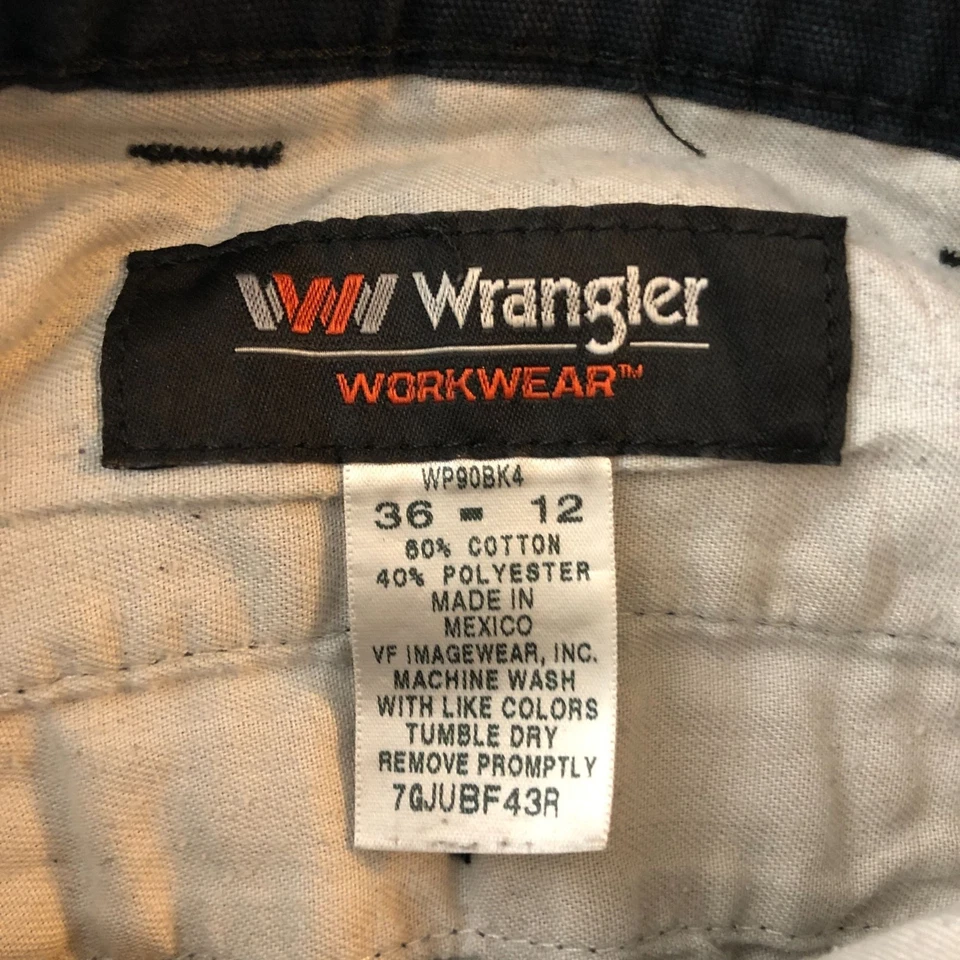 Wrangler
WORKWEAR™
WP90BK4
36 - 12
60% COTTON
40% POLYESTER
MADE IN
MEXICO
VF IMAGEWEAR, INC.
MACHINE WASH
WITH LIKE COLORS
TUMBLE DRY
REMOVE PROMPTLY
7GJUBF43R